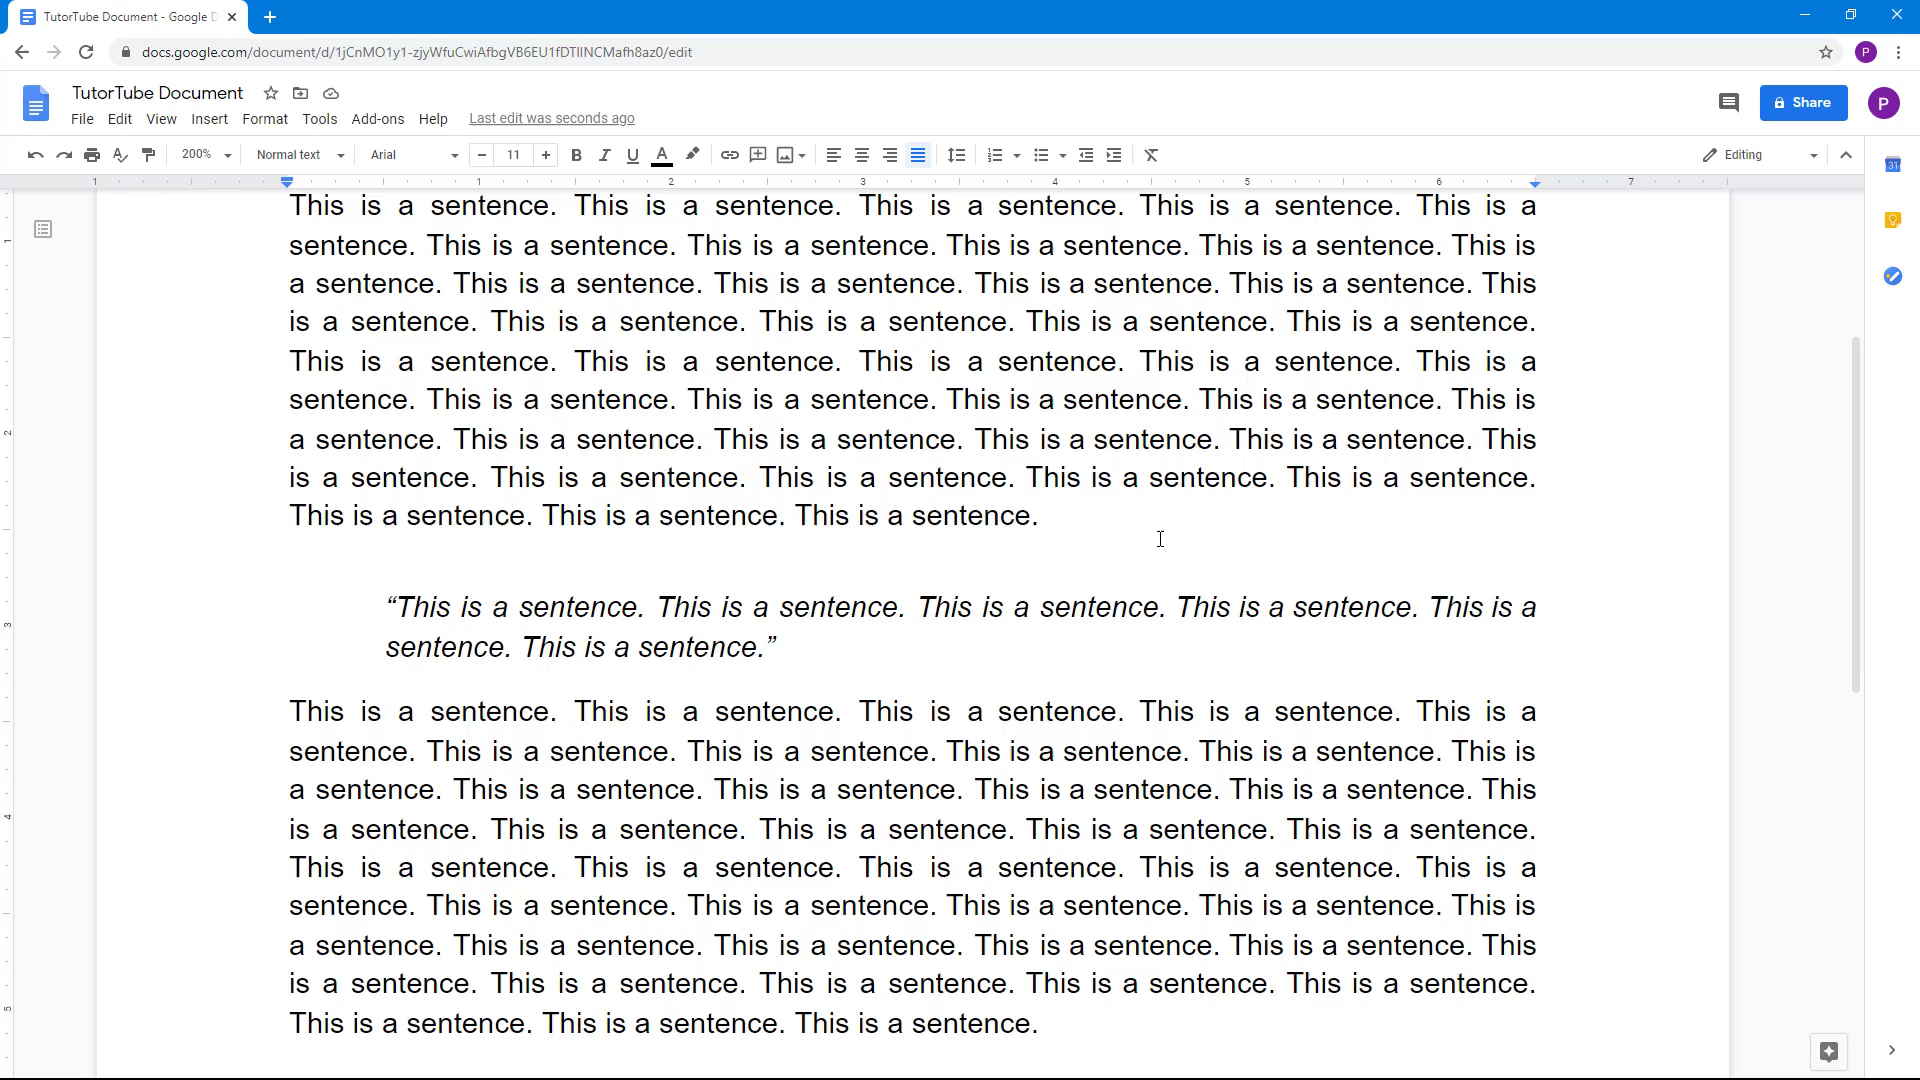 TutorTube Document - Google D
docs.google.com/document/d/1jCnMO1y1-zjyWfuCwiAfbgVB6EU1fDTIINCMafh8az0/edit
P
TutorTube Document
Share
P
File Edit View Insert Format Tools Add-ons Help Last edit was seconds ago
200% Normal text Arial 11 B I U A Editing
31
1 1 2 3 4 5 6 7
This is a sentence. This is a sentence. This is a sentence. This is a sentence. This is a
sentence. This is a sentence. This is a sentence. This is a sentence. This is a sentence. This is
a sentence. This is a sentence. This is a sentence. This is a sentence. This is a sentence. This
is a sentence. This is a sentence. This is a sentence. This is a sentence. This is a sentence.
This is a sentence. This is a sentence. This is a sentence. This is a sentence. This is a
sentence. This is a sentence. This is a sentence. This is a sentence. This is a sentence. This is
a sentence. This is a sentence. This is a sentence. This is a sentence. This is a sentence. This
is a sentence. This is a sentence. This is a sentence. This is a sentence. This is a sentence.
This is a sentence. This is a sentence. This is a sentence.
“This is a sentence. This is a sentence. This is a sentence. This is a sentence. This is a
sentence. This is a sentence.”
This is a sentence. This is a sentence. This is a sentence. This is a sentence. This is a
sentence. This is a sentence. This is a sentence. This is a sentence. This is a sentence. This is
a sentence. This is a sentence. This is a sentence. This is a sentence. This is a sentence. This
is a sentence. This is a sentence. This is a sentence. This is a sentence. This is a sentence.
This is a sentence. This is a sentence. This is a sentence. This is a sentence. This is a
sentence. This is a sentence. This is a sentence. This is a sentence. This is a sentence. This is
a sentence. This is a sentence. This is a sentence. This is a sentence. This is a sentence. This
is a sentence. This is a sentence. This is a sentence. This is a sentence. This is a sentence.
This is a sentence. This is a sentence. This is a sentence.
1
2
3
4
5